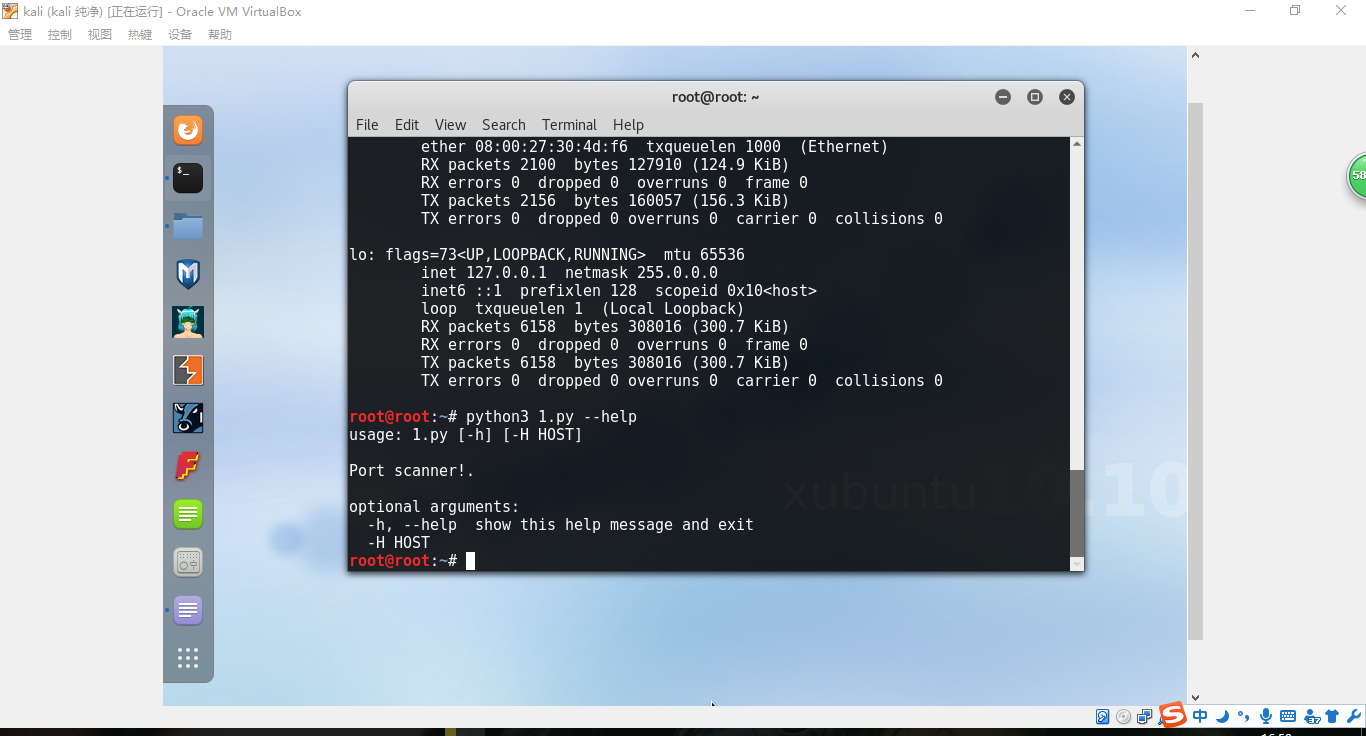 kali (kali 纯净) [正在运行] - Oracle VM VirtualBox
管理 控制 视图 热键 设备 帮助
root@root: ~
File Edit View Search Terminal Help
ether 08:00:27:30:4d:f6 txqueuelen 1000 (Ethernet)
RX packets 2100 bytes 127910 (124.9 KiB)
RX errors 0 dropped 0 overruns 0 frame 0
TX packets 2156 bytes 160057 (156.3 KiB)
TX errors 0 dropped 0 overruns 0 carrier 0 collisions 0
lo: flags=73<UP,LOOPBACK,RUNNING> mtu 65536
inet 127.0.0.1 netmask 255.0.0.0
inet6 ::1 prefixlen 128 scopeid 0x10<host>
loop txqueuelen 1 (Local Loopback)
RX packets 6158 bytes 308016 (300.7 KiB)
RX errors 0 dropped 0 overruns 0 frame 0
TX packets 6158 bytes 308016 (300.7 KiB)
TX errors 0 dropped 0 overruns 0 carrier 0 collisions 0
root@root:~# python3 1.py --help
usage: 1.py [-h] [-H HOST]
Port scanner!.
optional arguments:
-h, --help show this help message and exit
-H HOST
root@root:~#
xubuntu 10.10
58
中